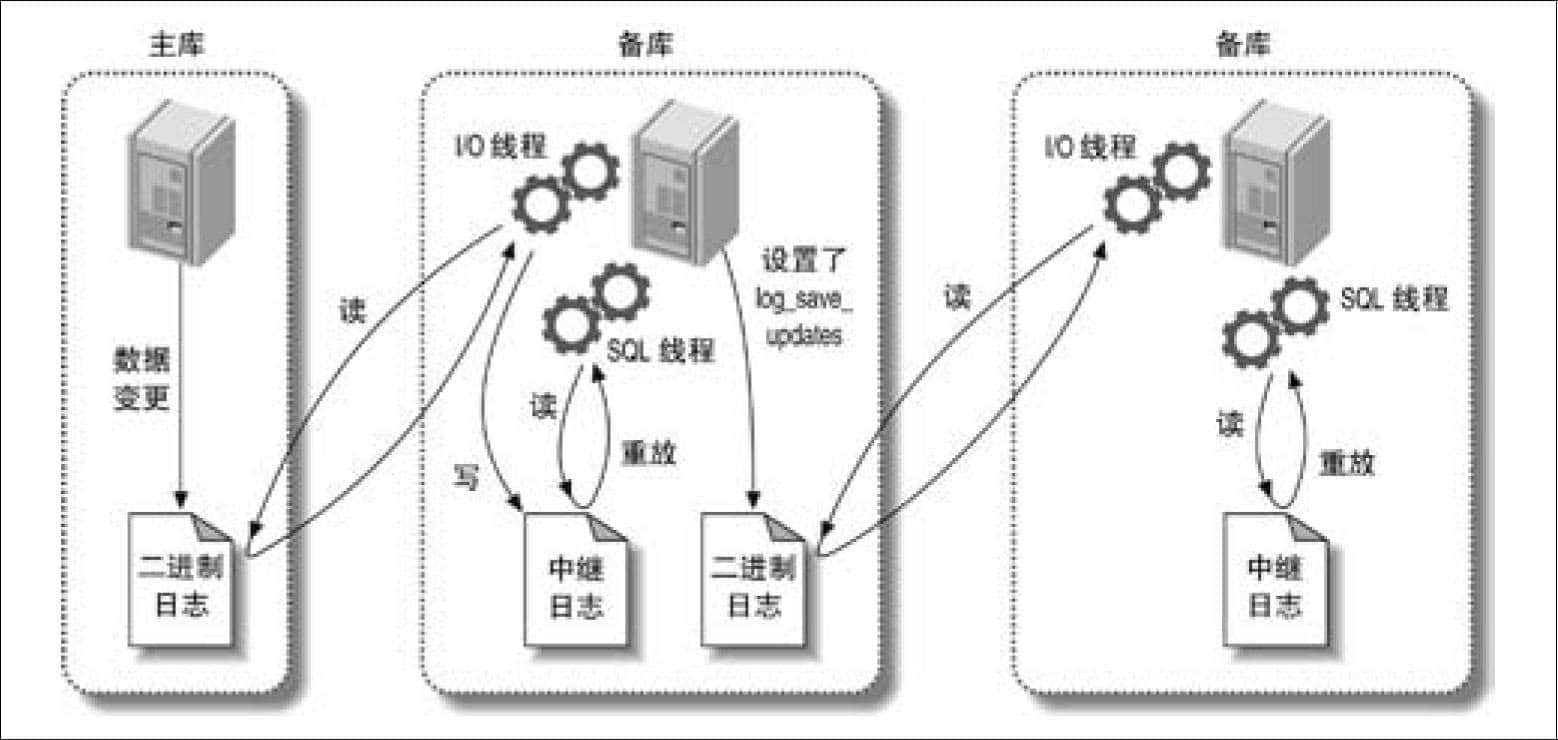 主库
数据
变更
二进制
日志
读
备库
I/O 线程
SQL 线程
读
重放
写
中继
日志
设置了
log_save_
updates
二进制
日志
读
备库
I/O 线程
SQL 线程
读
重放
中继
日志